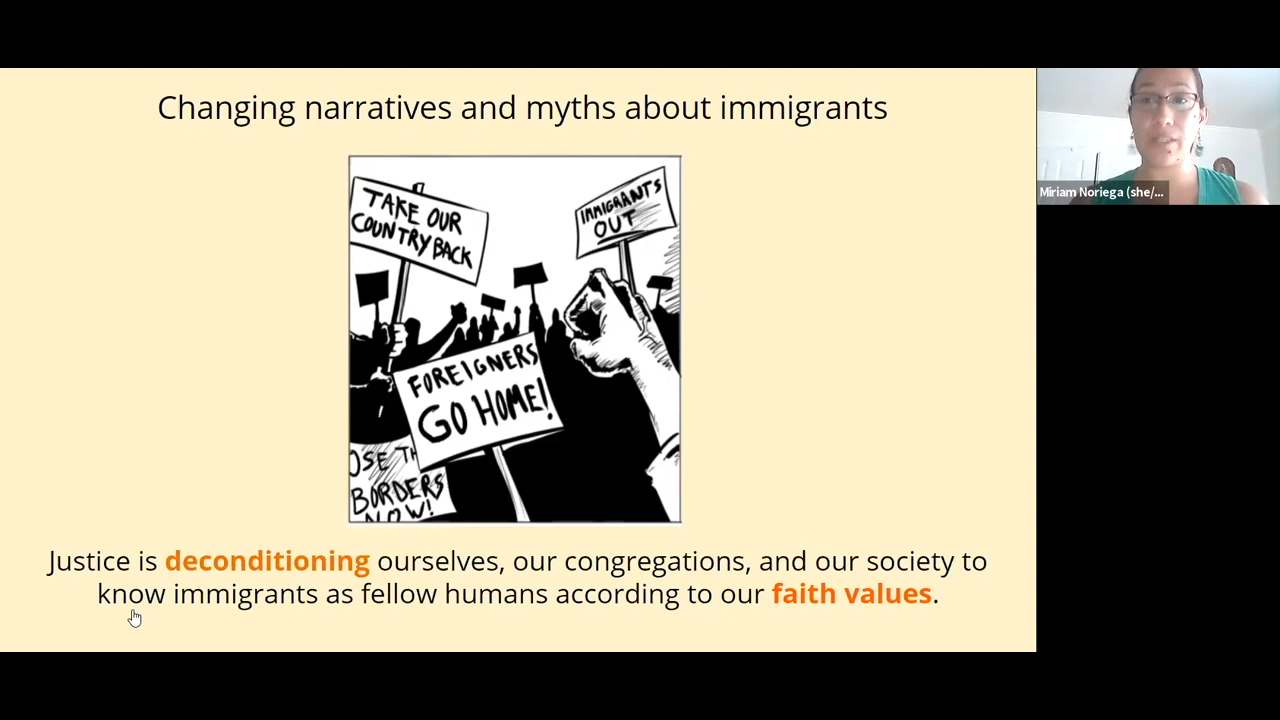 Changing narratives and myths about immigrants
TAKE OUR
COUNTRY BACK
IMMIGRANTS
OUT
FOREIGNERS
GO HOME!
BORDERS
NOW!
Justice is deconditioning ourselves, our congregations, and our society to
know immigrants as fellow humans according to our faith values.
Miriam Noriega (she/...